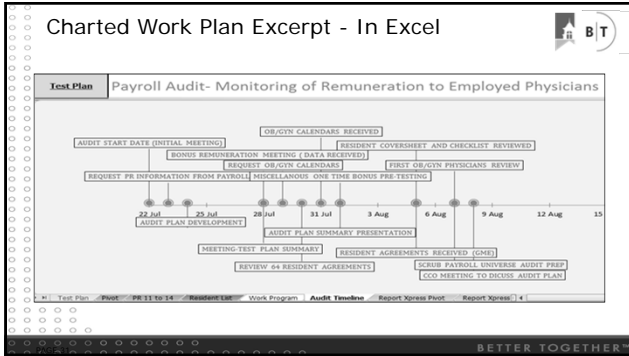 Charted Work Plan Excerpt - In Excel
B T
Test Plan
Payroll Audit- Monitoring of Remuneration to Employed Physicians
OB/GYN CALENDARS RECEIVED
AUDIT START DATE (INITIAL MEETING)
RESIDENT COVERSHEET AND CHECKLIST REVIEWED
BONUS REMUNERATION MEETING ( DATA RECEIVED)
REQUEST OB/GYN CALENDARS
FIRST OB/GYN PHYSICIANS REVIEW
REQUEST PR INFORMATION FROM PAYROLL
MISCELLANOUS ONE TIME BONUS PRE-TESTING
22 Jul 25 Jul 28 Jul 31 Jul 3 Aug 6 Aug 9 Aug 12 Aug 15
AUDIT PLAN DEVELOPMENT
AUDIT PLAN SUMMARY PRESENTATION
MEETING-TEST PLAN SUMMARY
RESIDENT AGREEMENTS RECEIVED (GME)
REVIEW 64 RESIDENT AGREEMENTS
SCRUB PAYROLL UNIVERSE AUDIT PREP
CCO MEETING TO DICUSS AUDIT PLAN
Test Plan Pivot PR 11 to 14 Resident List Work Program Audit Timeline Report Xpress Pivot Report Xpress
BETTER TOGETHER™